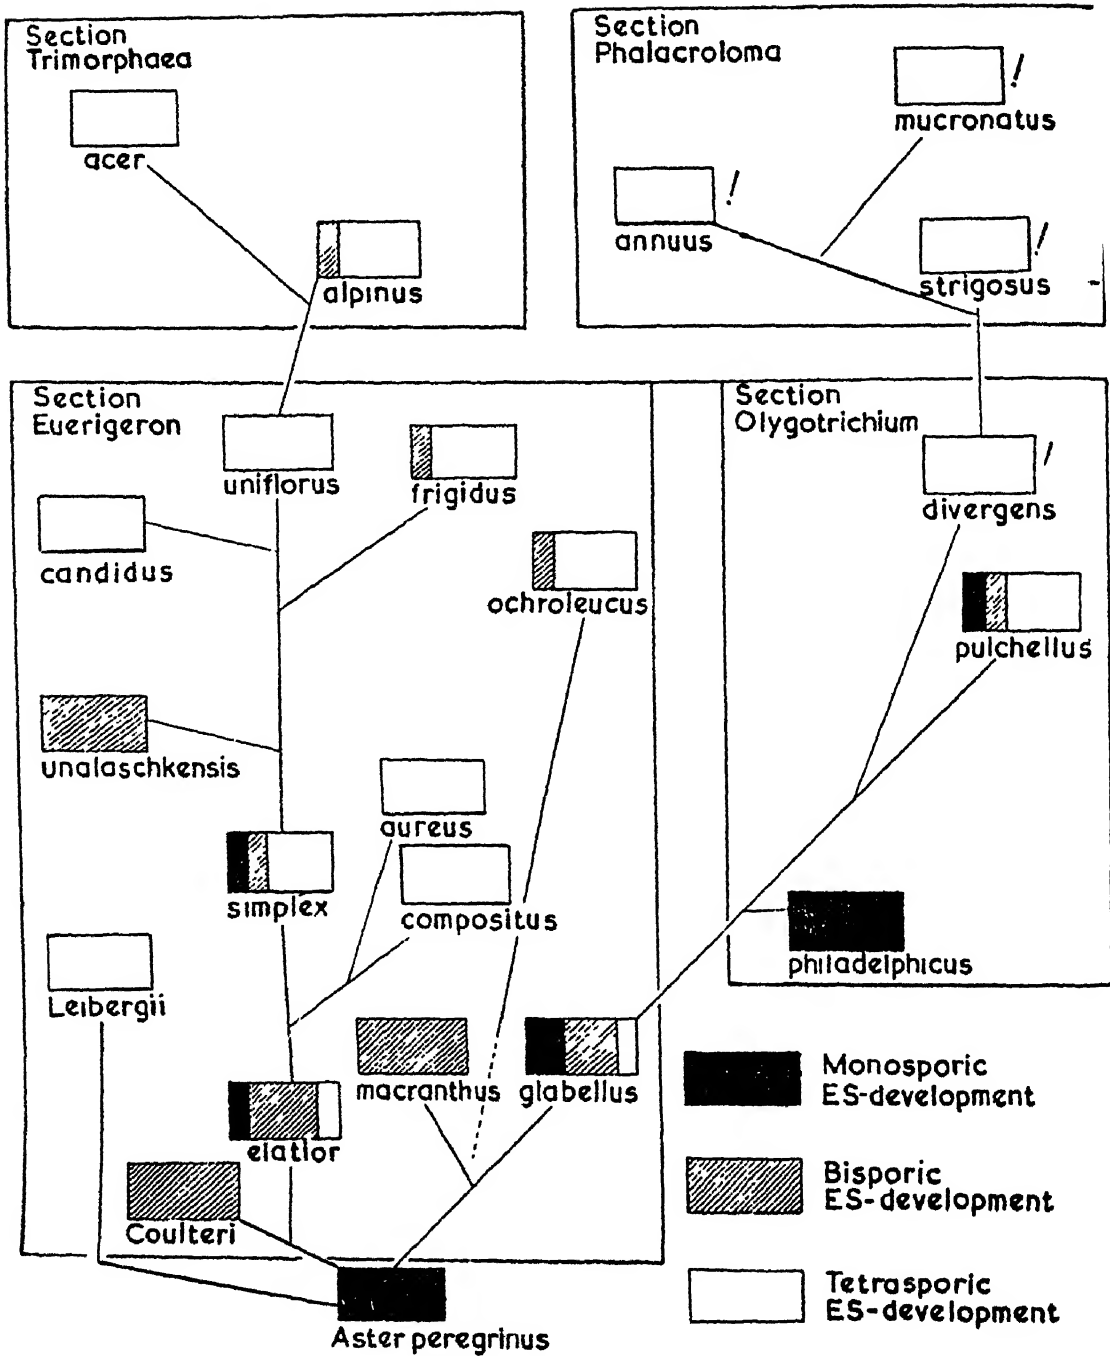 Section
Trimorphaea
acer
alpinus
Section
Phalacroloma
mucronatus !
annuus !
strigosus !
Section
Euerigeron
uniflorus
frigidus
candidus
ochroleucus
unalaschkensis
aureus
simplex
compositus
Leibergii
macranthus
glabellus
elatior
Coulteri
Aster peregrinus
Section
Olygotrichium
divergens !
pulchellus
philadelphicus
Monosporic
ES-development
Bisporic
ES-development
Tetrasporic
ES-development